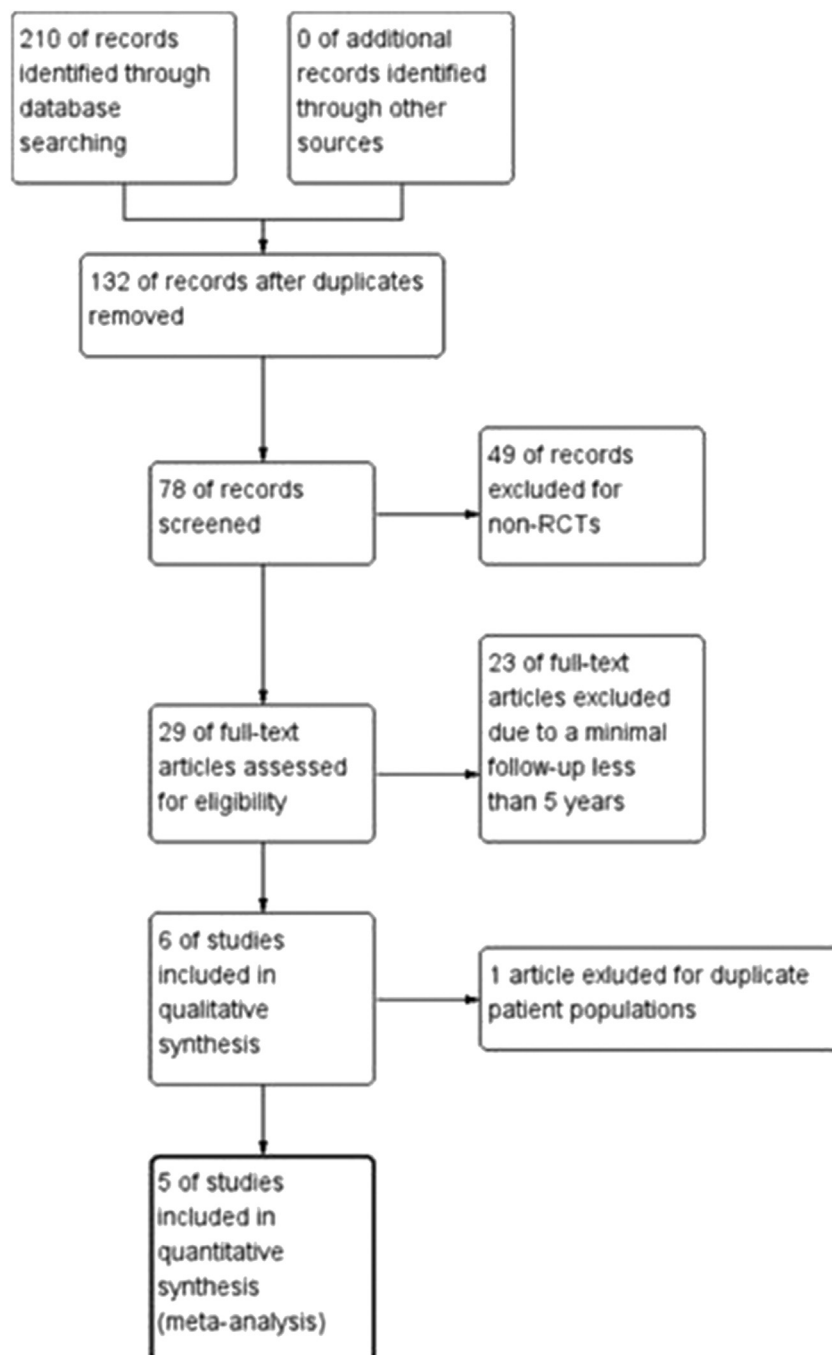 210 of records
identified through
database
searching
0 of additional
records identified
through other
sources
132 of records after duplicates
removed
78 of records
screened
49 of records
excluded for
non-RCTs
29 of full-text
articles assessed
for eligibility
23 of full-text
articles excluded
due to a minimal
follow-up less
than 5 years
6 of studies
included in
qualitative
synthesis
1 article exluded for duplicate
patient populations
5 of studies
included in
quantitative
synthesis
(meta-analysis)